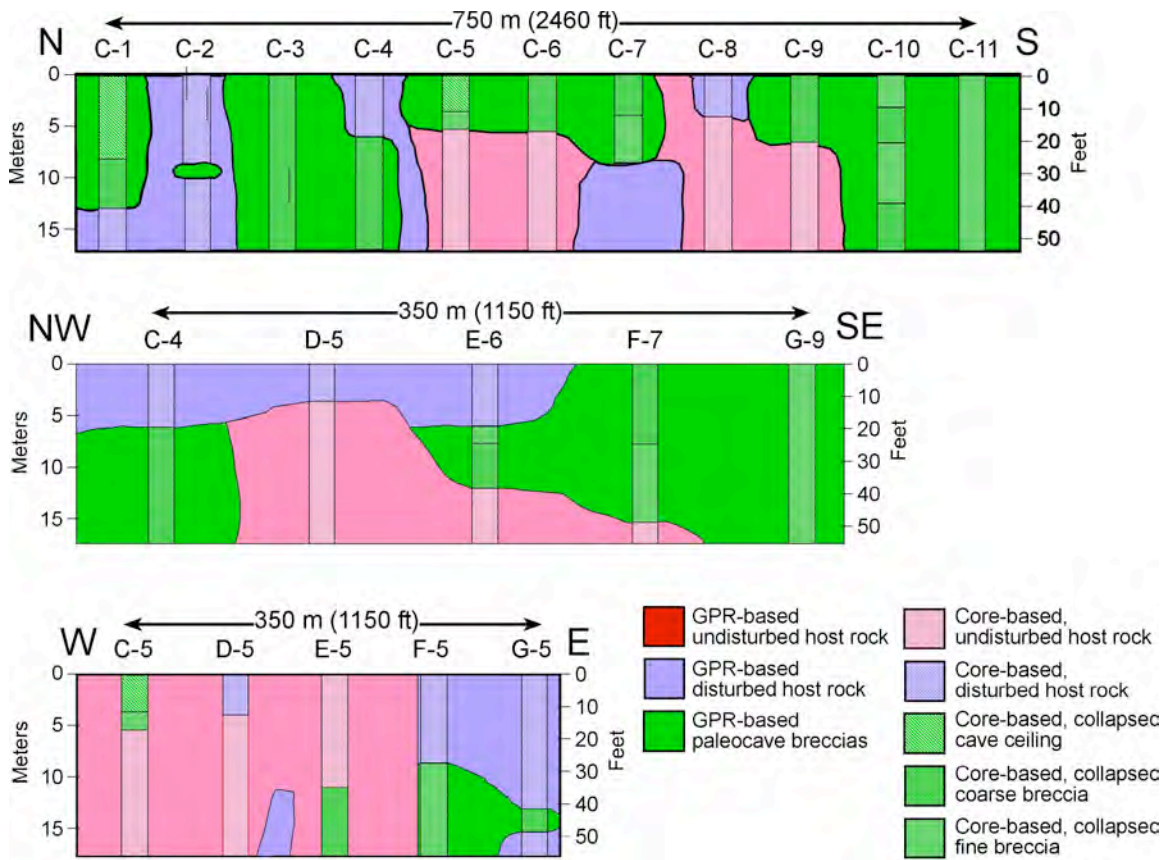 750 m (2460 ft)
N C-1 C-2 C-3 C-4 C-5 C-6 C-7 C-8 C-9 C-10 C-11 S
0 0
5 10
20
10 30
40
15 50
Meters
Feet
350 m (1150 ft)
NW C-4 D-5 E-6 F-7 G-9 SE
0 0
5 10
20
10 30
40
15 50
Meters
Feet
350 m (1150 ft)
W C-5 D-5 E-5 F-5 G-5 E
0 0
5 10
20
10 30
40
15 50
Meters
Feet
GPR-based
undisturbed host rock
GPR-based
disturbed host rock
GPR-based
paleocave breccias
Core-based,
undisturbed host rock
Core-based,
disturbed host rock
Core-based, collapsec
cave ceiling
Core-based, collapsec
coarse breccia
Core-based, collapsec
fine breccia